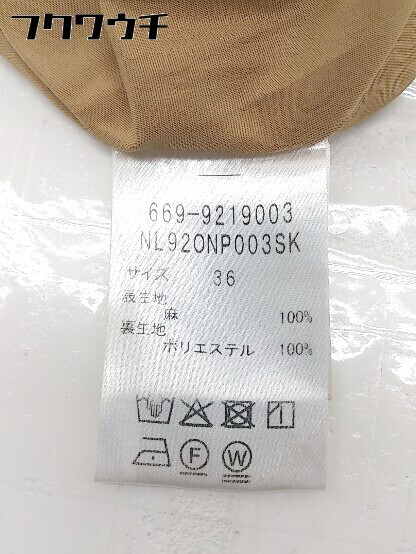 フクワウチ
669-9219003
NL920NP003SK
サイズ 36
表生地
麻 100%
裏生地
ポリエステル 100%
F W